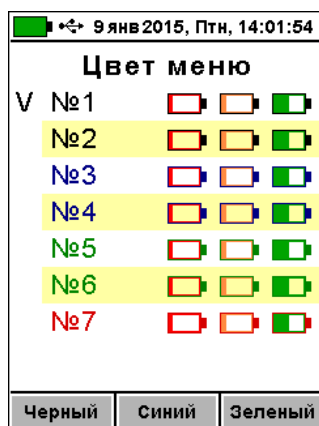 9 янв 2015, Птн, 14:01:54
Цвет меню
V №1
№2
№3
№4
№5
№6
№7
Черный Синий Зеленый